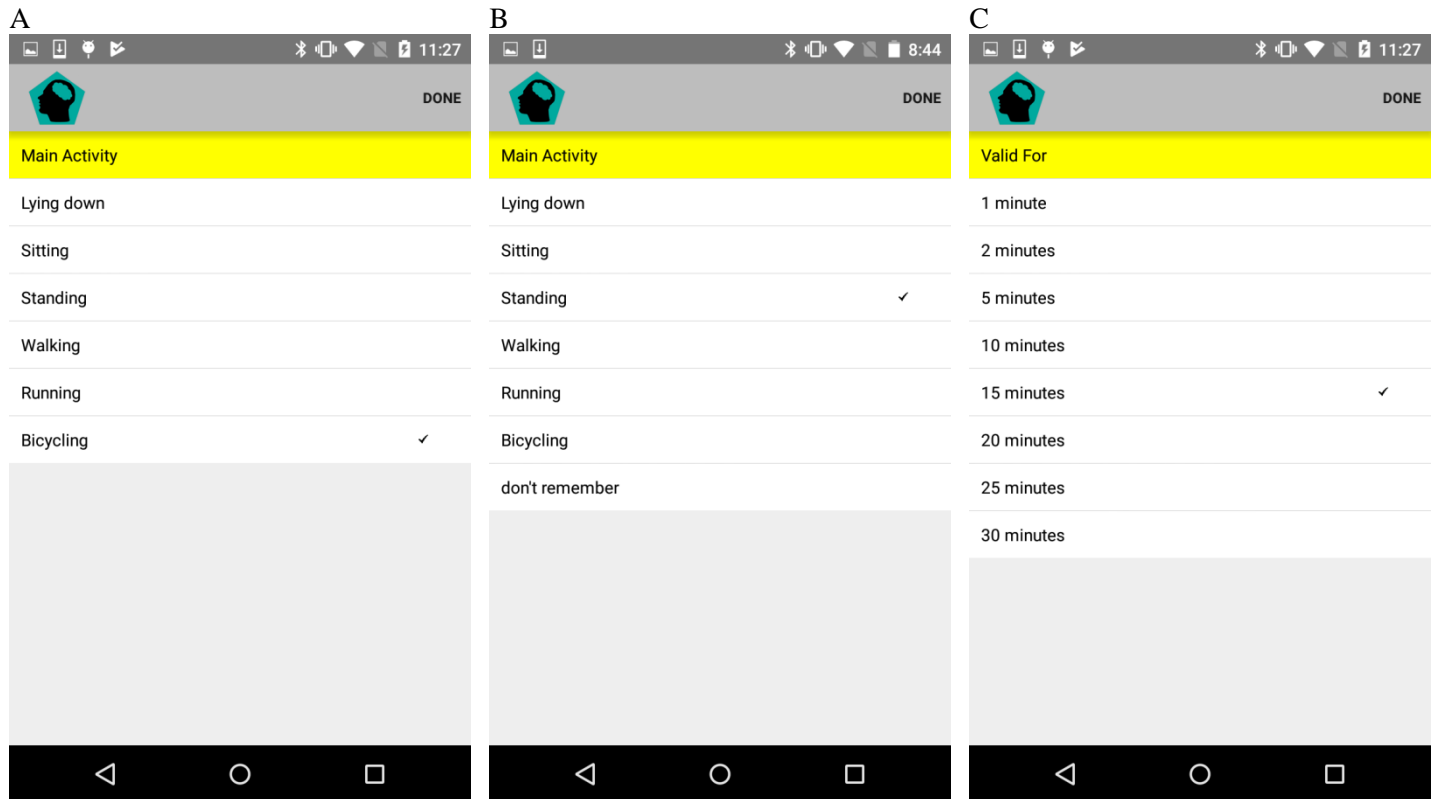 A
11:27
DONE
Main Activity
Lying down
Sitting
Standing
Walking
Running
Bicycling
B
8:44
DONE
Main Activity
Lying down
Sitting
Standing
Walking
Running
Bicycling
don't remember
C
11:27
DONE
Valid For
1 minute
2 minutes
5 minutes
10 minutes
15 minutes
20 minutes
25 minutes
30 minutes